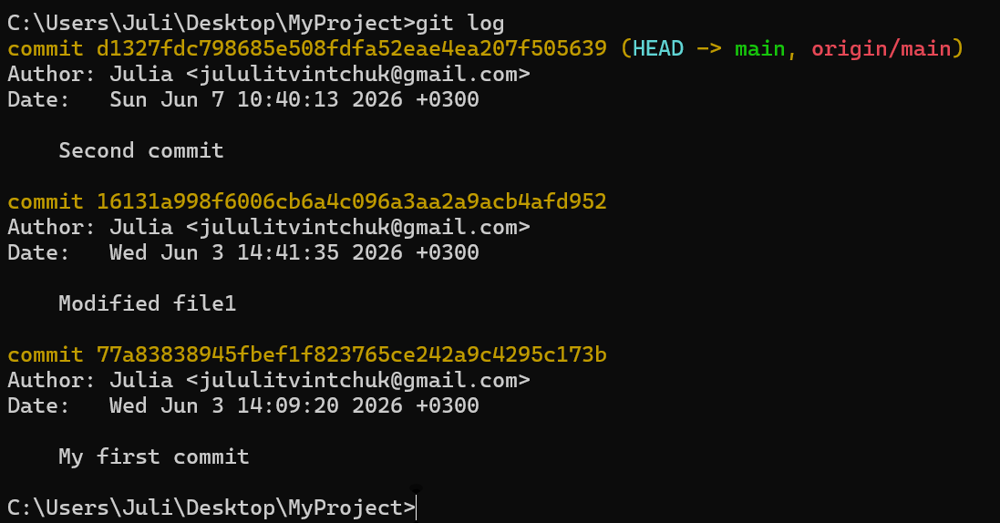 C:\Users\Juli\Desktop\MyProject>git log
commit d1327fdc798685e508fdfa52eae4ea207f505639 (HEAD -> main, origin/main)
Author: Julia <jululitvintchuk@gmail.com>
Date:   Sun Jun 7 10:40:13 2026 +0300
    Second commit
commit 16131a998f6006cb6a4c096a3aa2a9acb4afd952
Author: Julia <jululitvintchuk@gmail.com>
Date:   Wed Jun 3 14:41:35 2026 +0300
    Modified file1
commit 77a83838945fbef1f823765ce242a9c4295c173b
Author: Julia <jululitvintchuk@gmail.com>
Date:   Wed Jun 3 14:09:20 2026 +0300
    My first commit
C:\Users\Juli\Desktop\MyProject>